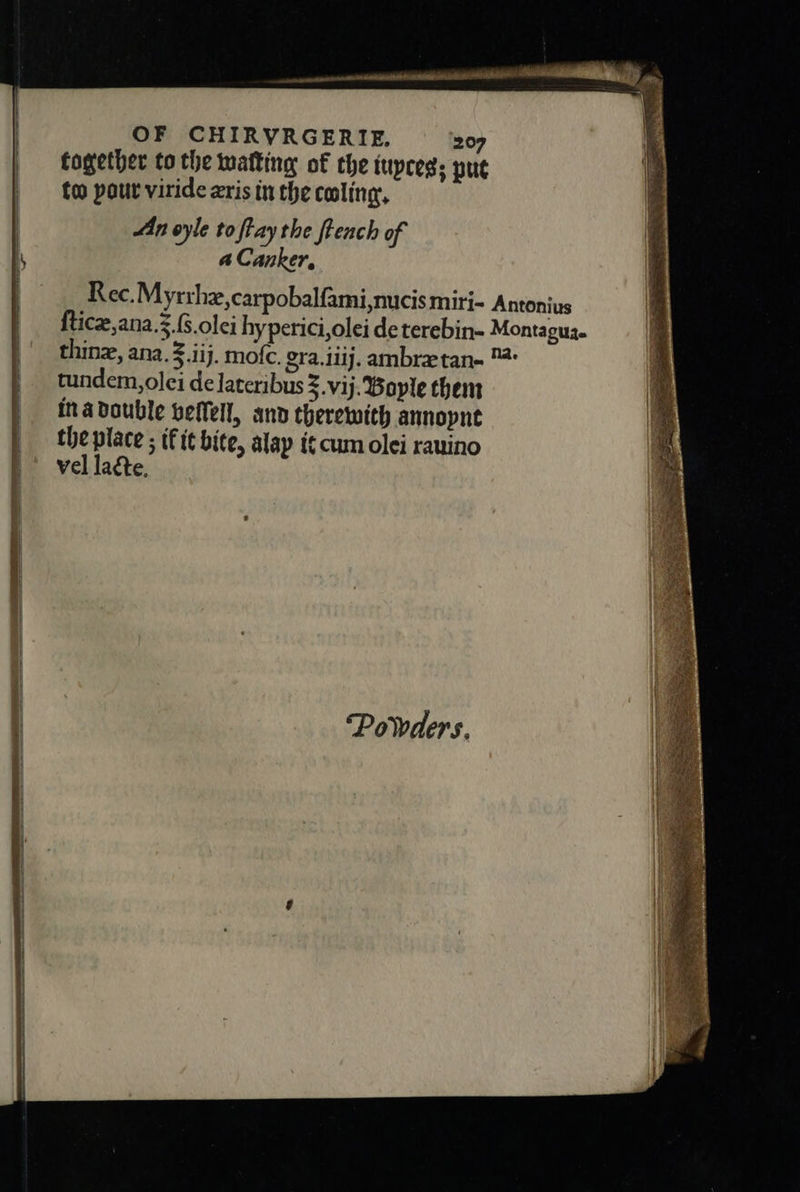 OF CHIRVRGERIE. 207
together to the wasting of the iuyces; put
to your viride æris in the cooling.
An oyle to stay the stench of
a Canker.
Rec. Myrrhæ, carpobalsami, nucis miri- Antonius
sticæ, ana.ʒ.ſs. olei hyperici, olei de terebin- Montagua-
thinæ, ana.ʒ.iij. mosc. gra.iiij. ambræ tan- na.
tundem, olei de lateribus ʒ.vij. Boyle them
in a double vessell, and therewith annoynt
the place; if it bite, alay it cum olei rauino
vel lacte.
Powders.